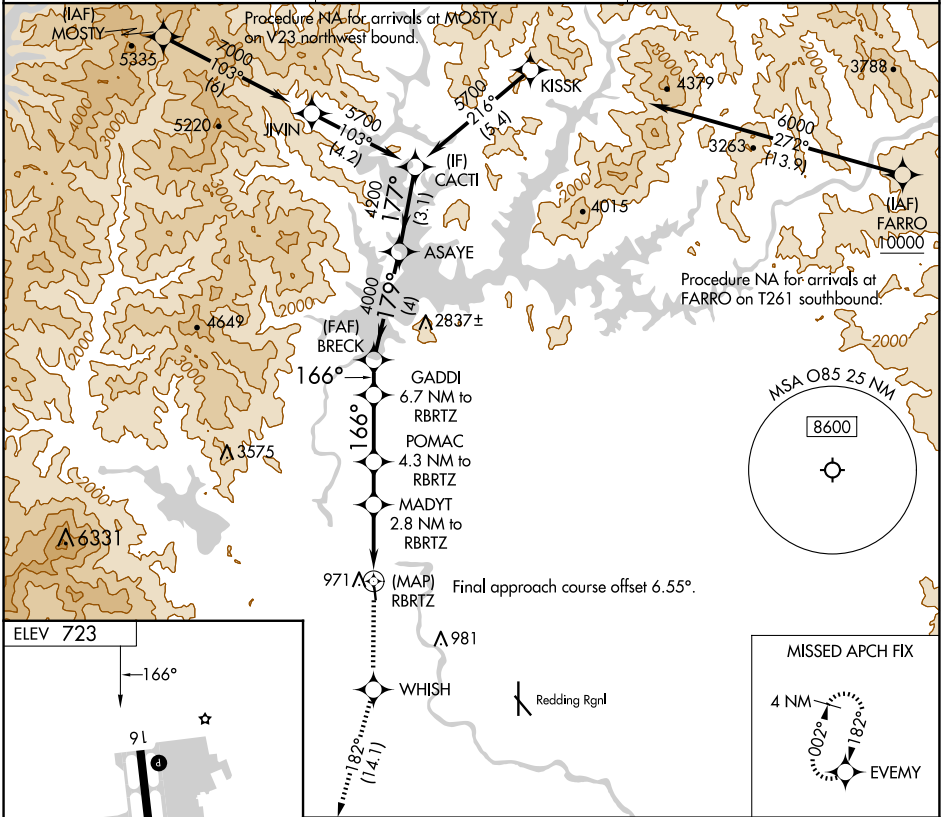 (IAF)
MOSTY
Procedure NA for arrivals at MOSTY
on V23 northwest bound.
5335
7000
103°
(6)
5220
JIVIN
5700
103°
(4.2)
5700
216°
(5.4)
KISSK
(IF)
CACTI
4379
3000
3788
3263
6000
272°
(13.9)
2000
(IAF)
FARRO
10000
4015
2000
4200
177°
(3.1)
ASAYE
3000
Procedure NA for arrivals at
FARRO on T261 southbound.
2000
4000
179°
(4)
2837±
4649
3000
(FAF)
BRECK
166°
GADDI
6.7 NM to
RBRTZ
166°
POMAC
4.3 NM to
RBRTZ
MADYT
2.8 NM to
RBRTZ
MSA O85 25 NM
8600
3575
2000
6331
971
(MAP)
RBRTZ
Final approach course offset 6.55°.
981
WHISH
182°
(14.1)
Redding Rgnl
ELEV 723
166°
16
P
MISSED APCH FIX
4 NM
002°
182°
EVEMY